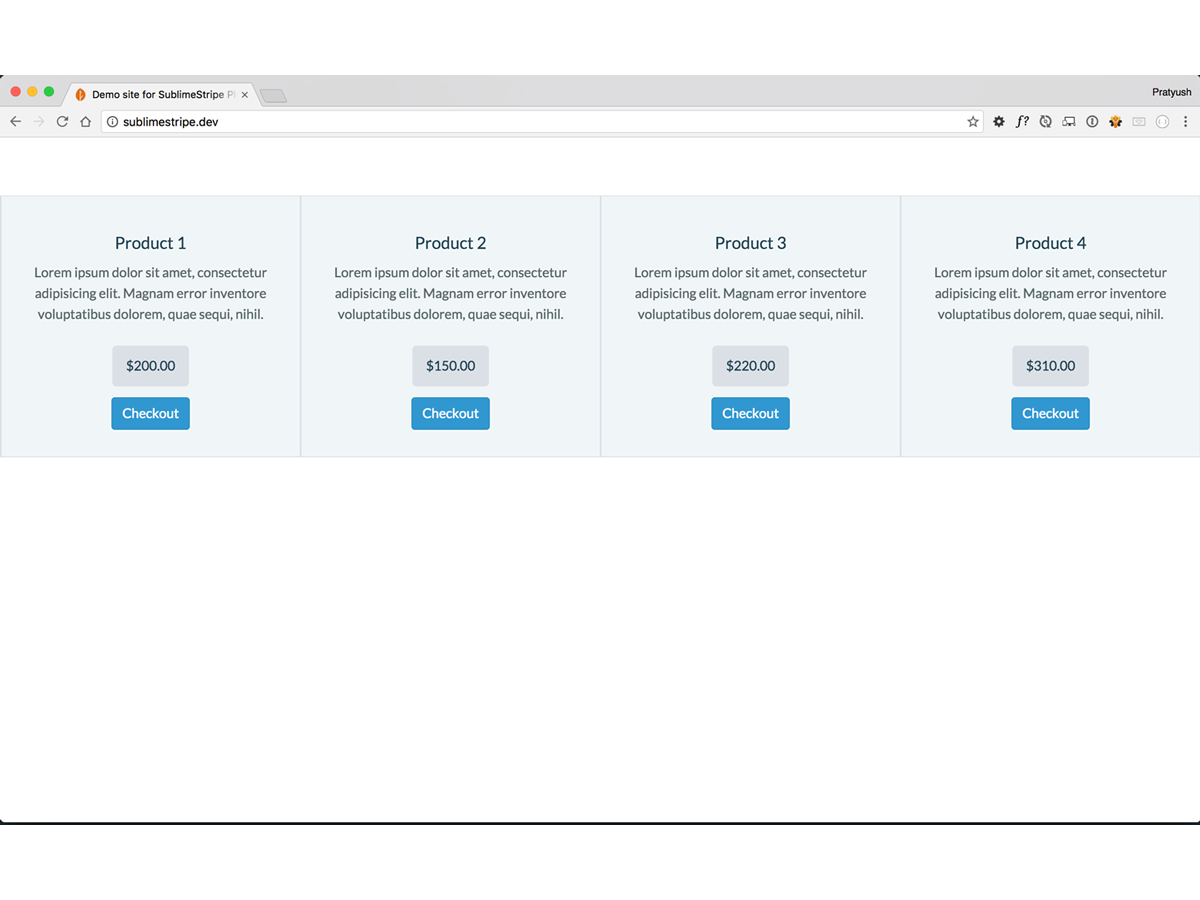 Demo site for SublimeStripe Pl
Pratyush
sublimestripe.dev
f?
Product 1
Lorem ipsum dolor sit amet, consectetur
adipisicing elit. Magnam error inventore
voluptatibus dolorem, quae sequi, nihil.
$200.00
Checkout
Product 2
Lorem ipsum dolor sit amet, consectetur
adipisicing elit. Magnam error inventore
voluptatibus dolorem, quae sequi, nihil.
$150.00
Checkout
Product 3
Lorem ipsum dolor sit amet, consectetur
adipisicing elit. Magnam error inventore
voluptatibus dolorem, quae sequi, nihil.
$220.00
Checkout
Product 4
Lorem ipsum dolor sit amet, consectetur
adipisicing elit. Magnam error inventore
voluptatibus dolorem, quae sequi, nihil.
$310.00
Checkout